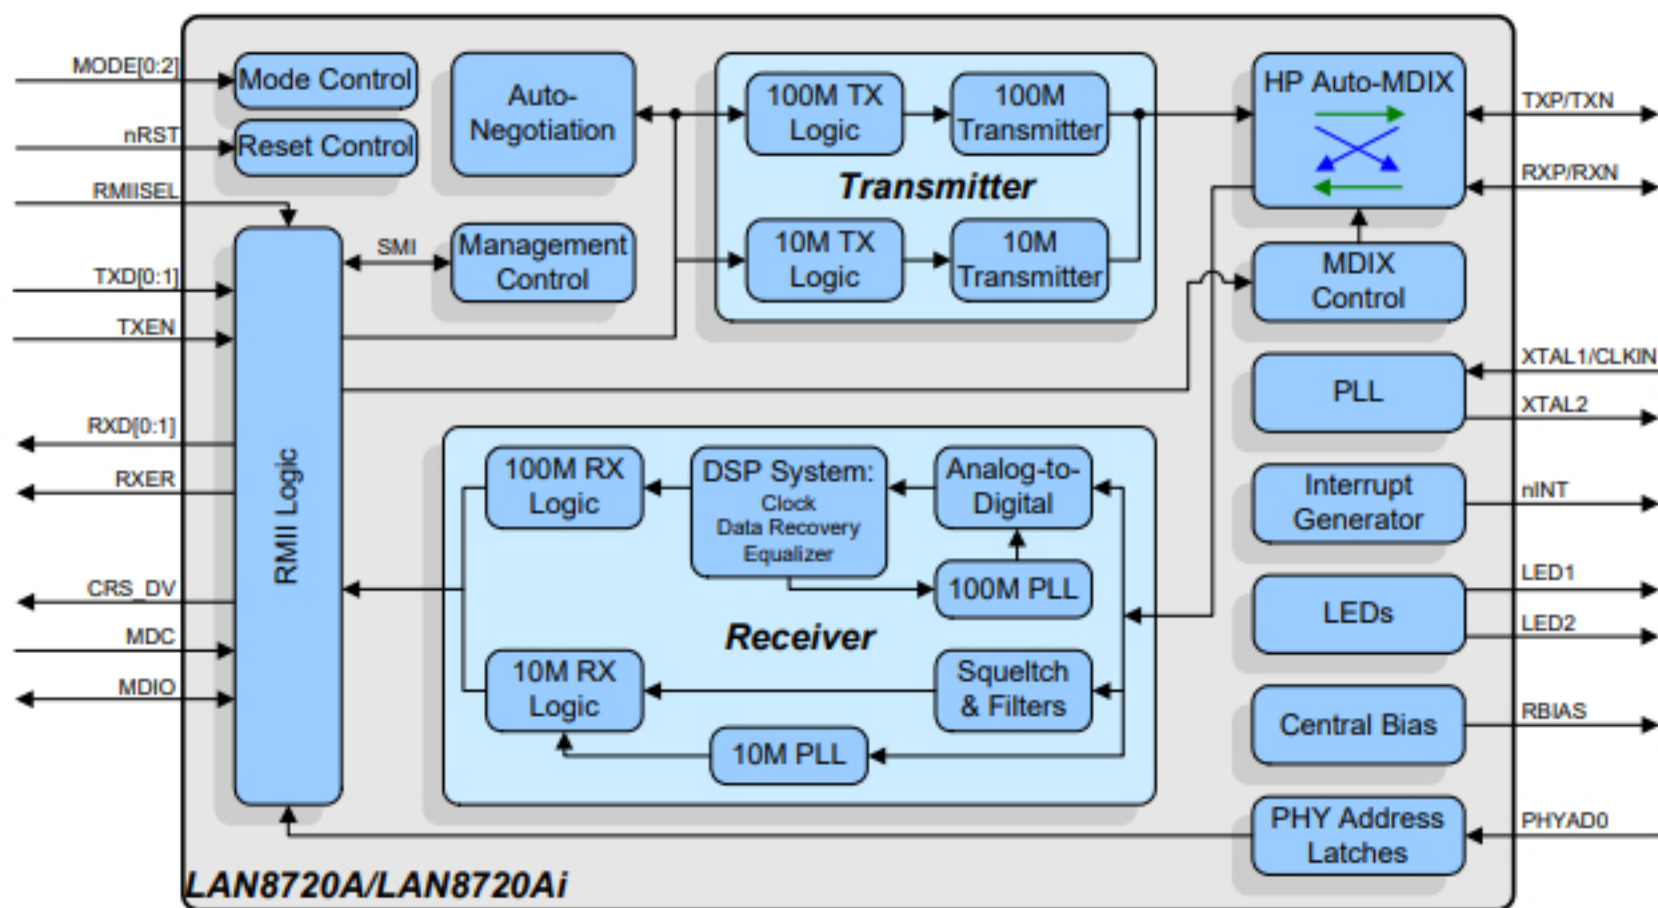 MODE[0:2]
nRST
RMIISEL
TXD[0:1]
TXEN
RXD[0:1]
RXER
CRS_DV
MDC
MDIO
Mode Control
Reset Control
RMII Logic
SMI
Auto-
Negotiation
Management
Control
100M TX
Logic
100M
Transmitter
Transmitter
10M TX
Logic
10M
Transmitter
100M RX
Logic
DSP System:
Clock
Data Recovery
Equalizer
Analog-to-
Digital
100M PLL
Receiver
10M RX
Logic
Squeltch
& Filters
10M PLL
HP Auto-MDIX
MDIX
Control
PLL
Interrupt
Generator
LEDs
Central Bias
PHY Address
Latches
TXP/TXN
RXP/RXN
XTAL1/CLKIN
XTAL2
nINT
LED1
LED2
RBIAS
PHYAD0
LAN8720A/LAN8720Ai